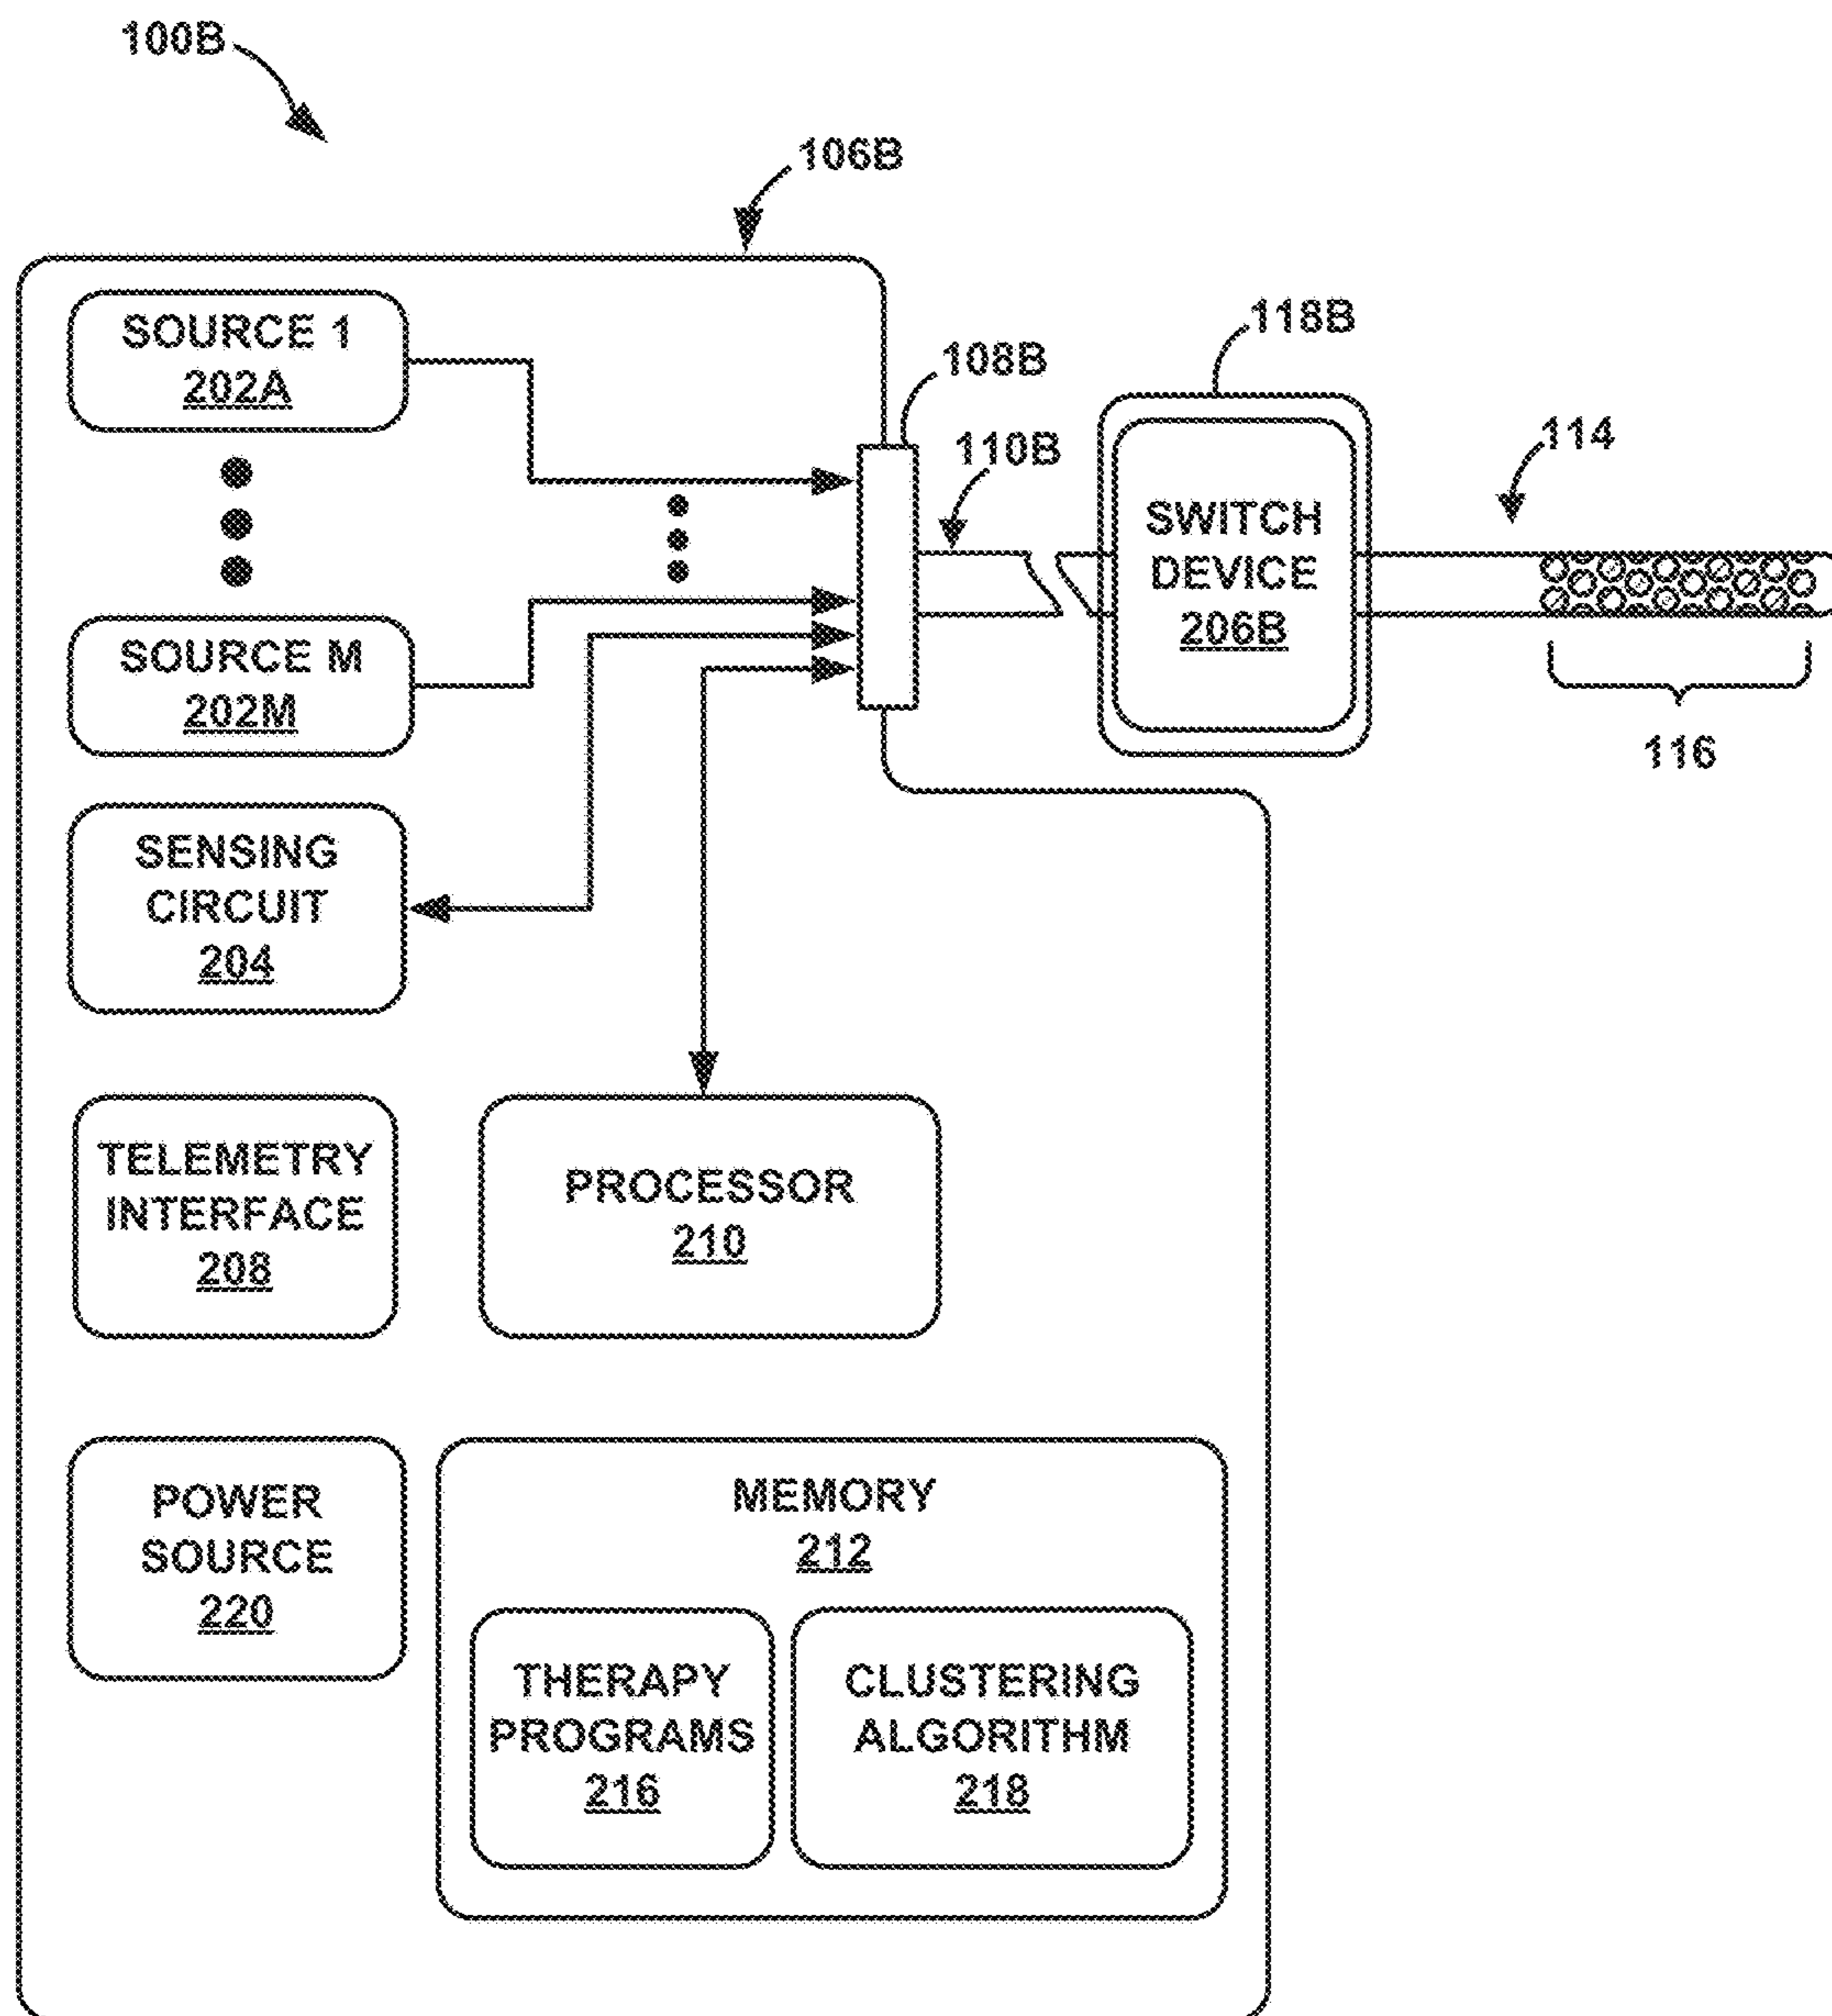 100B
106B
SOURCE 1
202A
118B
108B
110B
114
SWITCH
DEVICE
206B
SOURCE M
202M
116
SENSING
CIRCUIT
204
TELEMETRY
INTERFACE
208
PROCESSOR
210
POWER
SOURCE
220
MEMORY
212
THERAPY
PROGRAMS
216
CLUSTERING
ALGORITHM
218